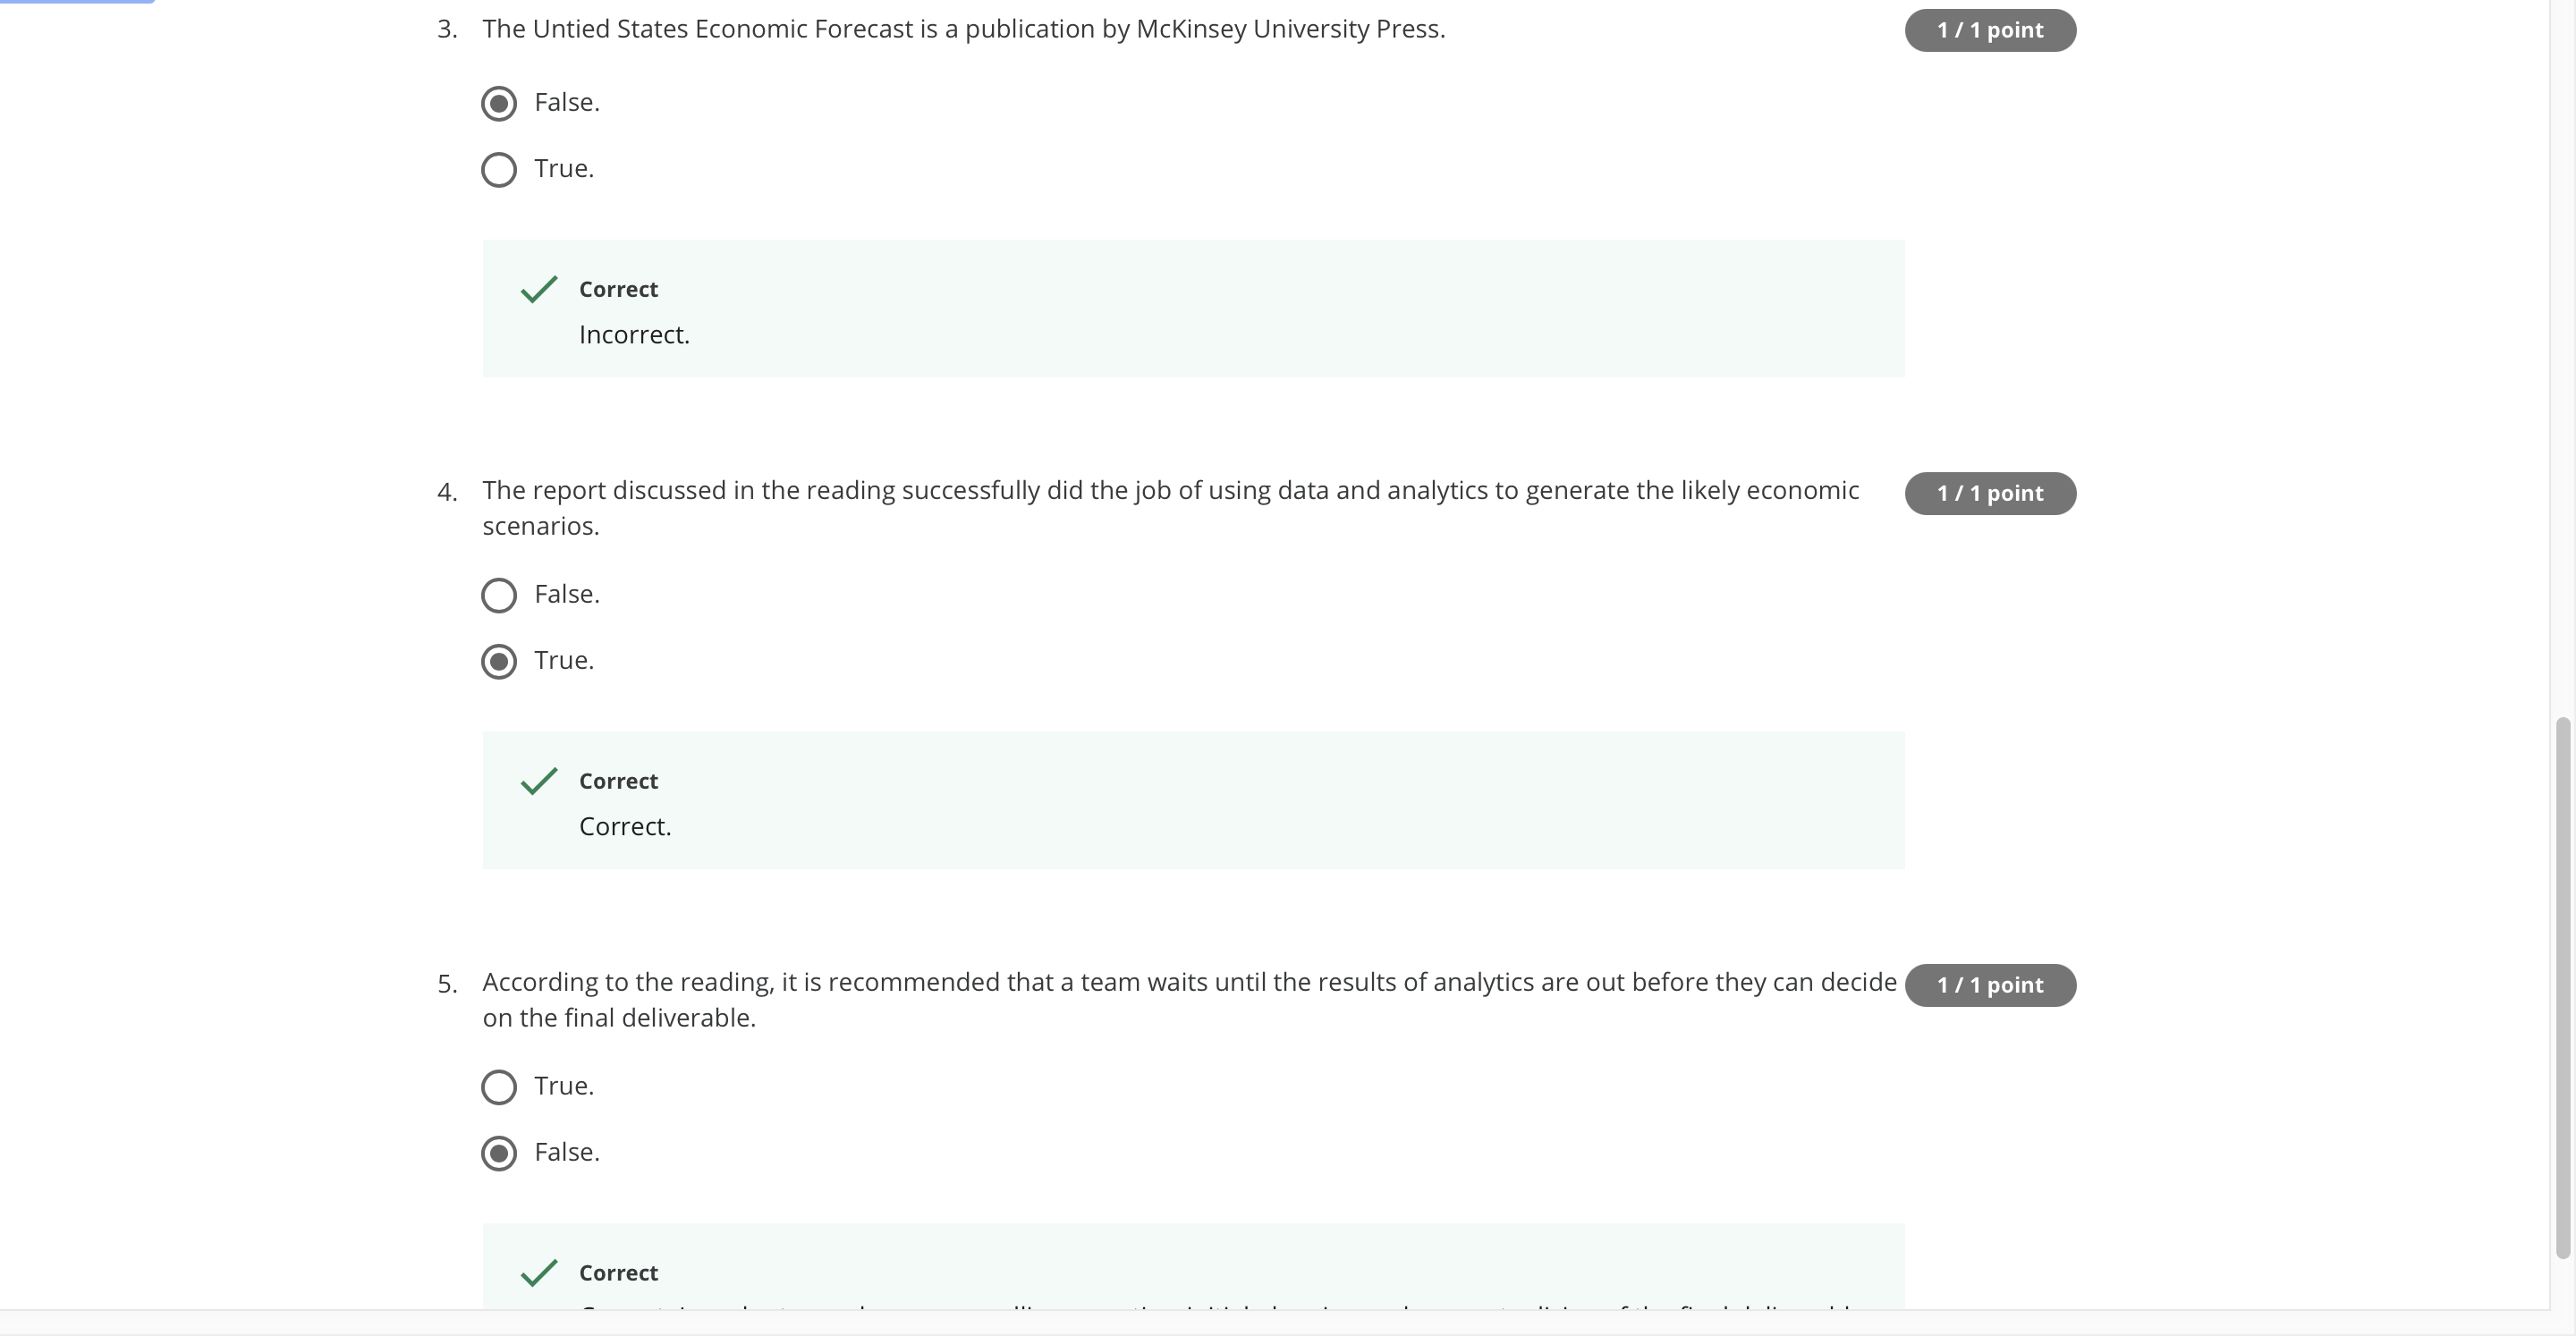 3. The Untied States Economic Forecast is a publication by McKinsey University Press.
1 / 1 point
False.
True.
Correct
Incorrect.
4. The report discussed in the reading successfully did the job of using data and analytics to generate the likely economic
scenarios.
1 / 1 point
False.
True.
Correct
Correct.
5. According to the reading, it is recommended that a team waits until the results of analytics are out before they can decide
on the final deliverable.
1 / 1 point
True.
False.
Correct